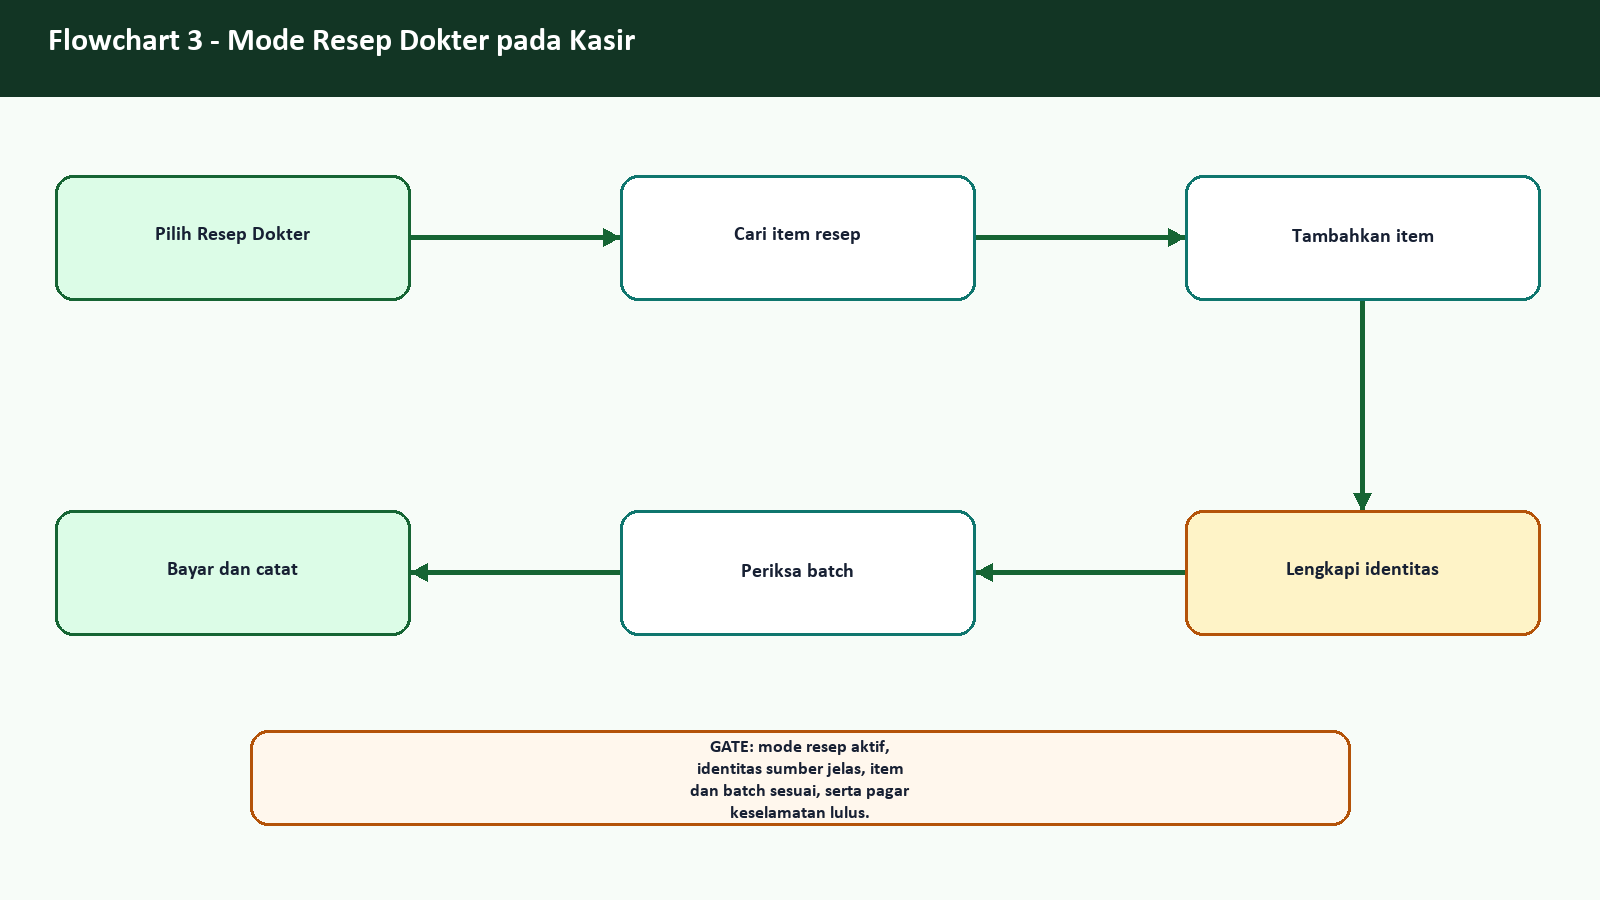 Flowchart 3 - Mode Resep Dokter pada Kasir
Pilih Resep Dokter
Cari item resep
Tambahkan item
Bayar dan catat
Periksa batch
Lengkapi identitas
GATE: mode resep aktif,
identitas sumber jelas, item
dan batch sesuai, serta pagar
keselamatan lulus.